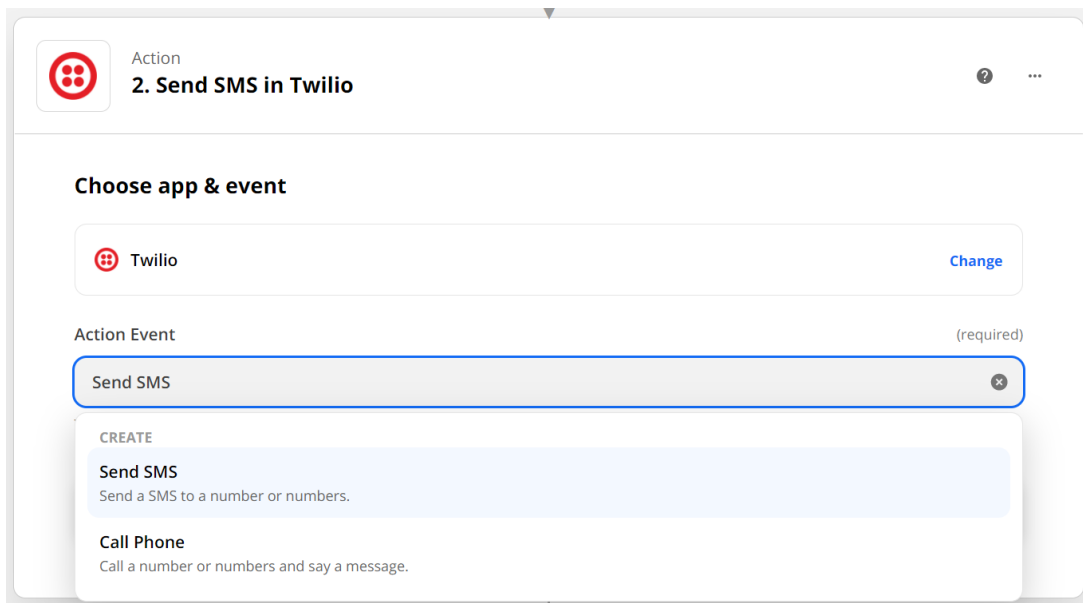 Action
2. Send SMS in Twilio
Choose app & event
Twilio
Change
Action Event
(required)
Send SMS
CREATE
Send SMS
Send a SMS to a number or numbers.
Call Phone
Call a number or numbers and say a message.